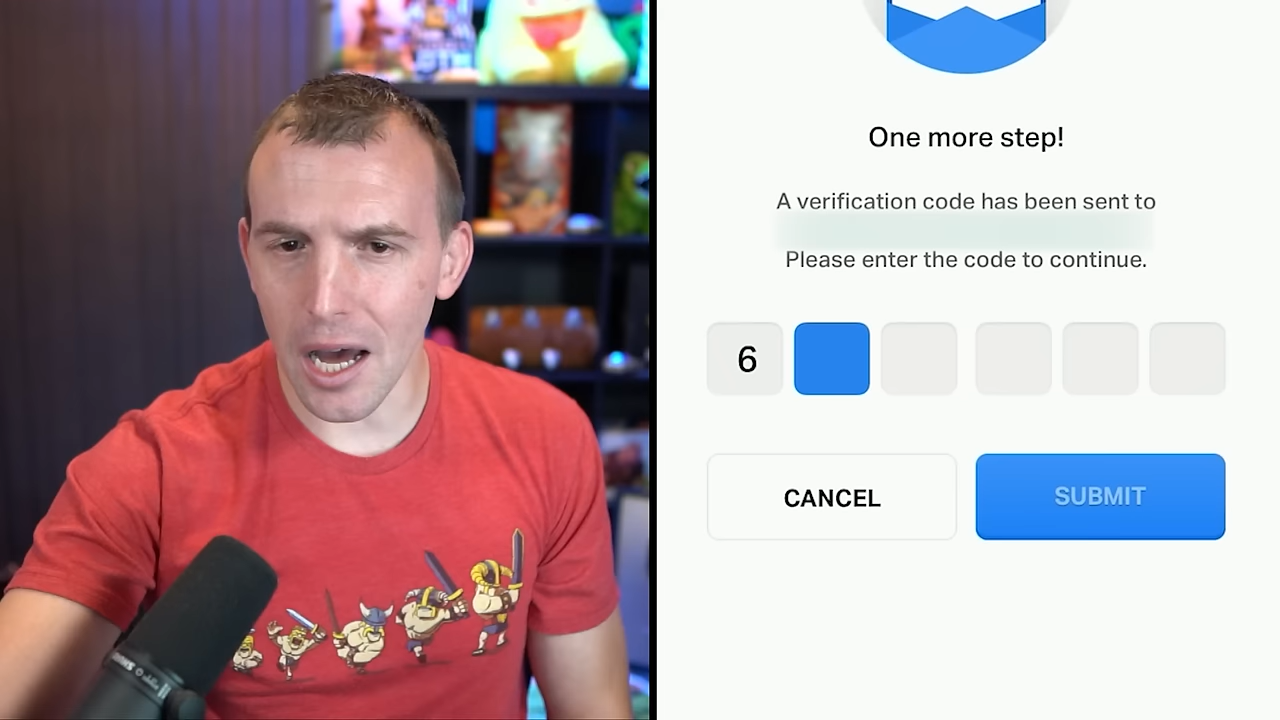 One more step!
A verification code has been sent to
Please enter the code to continue.
6
CANCEL
SUBMIT